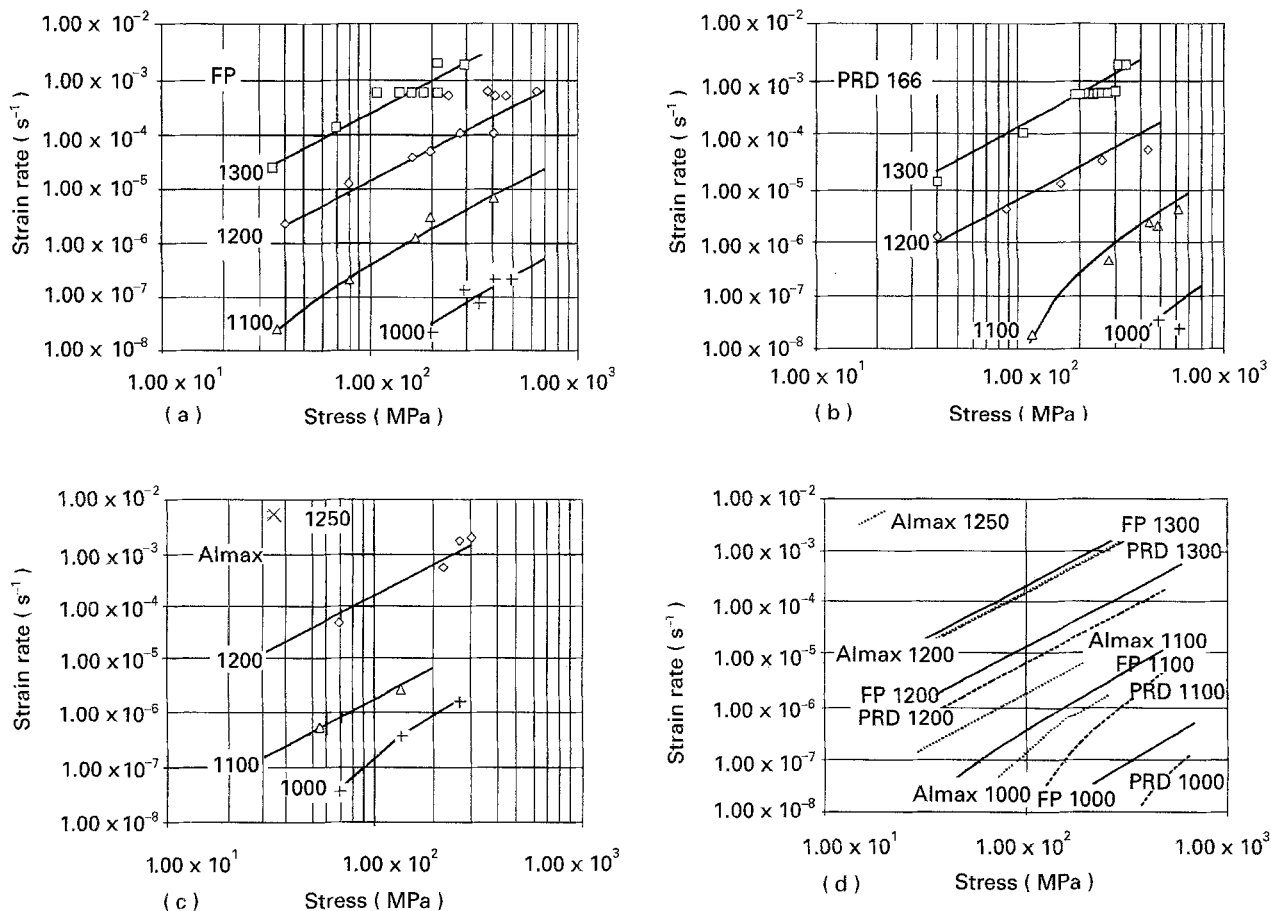 1.00 x 10⁻²
1.00 x 10⁻³
1.00 x 10⁻⁴
1.00 x 10⁻⁵
1.00 x 10⁻⁶
1.00 x 10⁻⁷
1.00 x 10⁻⁸
Strain rate ( s⁻¹ )
FP
1300
1200
1100
1000
1.00 x 10¹
1.00 x 10²
1.00 x 10³
( a )
Stress ( MPa )
1.00 x 10⁻²
1.00 x 10⁻³
1.00 x 10⁻⁴
1.00 x 10⁻⁵
1.00 x 10⁻⁶
1.00 x 10⁻⁷
1.00 x 10⁻⁸
Strain rate ( s⁻¹ )
PRD 166
1300
1200
1100
1000
1.00 x 10¹
1.00 x 10²
1.00 x 10³
( b )
Stress ( MPa )
1.00 x 10⁻²
1.00 x 10⁻³
1.00 x 10⁻⁴
1.00 x 10⁻⁵
1.00 x 10⁻⁶
1.00 x 10⁻⁷
1.00 x 10⁻⁸
Strain rate ( s⁻¹ )
1250
Almax
1200
1100
1000
1.00 x 10¹
1.00 x 10²
1.00 x 10³
( c )
Stress ( MPa )
1.00 x 10⁻²
1.00 x 10⁻³
1.00 x 10⁻⁴
1.00 x 10⁻⁵
1.00 x 10⁻⁶
1.00 x 10⁻⁷
1.00 x 10⁻⁸
Strain rate ( s⁻¹ )
Almax 1250
FP 1300
PRD 1300
Almax 1200
Almax 1100
FP 1100
FP 1200
PRD 1100
PRD 1200
PRD 1000
Almax 1000
FP 1000
1.00 x 10¹
1.00 x 10²
1.00 x 10³
( d )
Stress ( MPa )